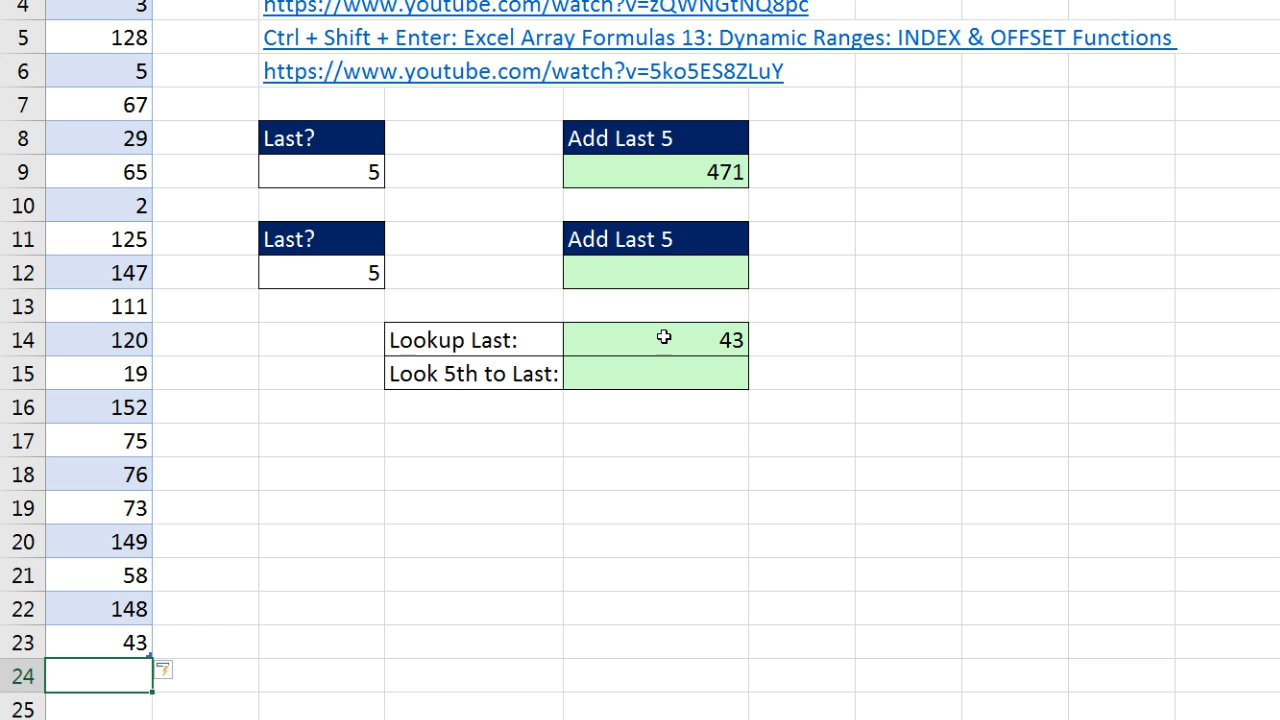 4 3 https://www.youtube.com/watch?v=zQWNGtNQ8pc
5 128 Ctrl + Shift + Enter: Excel Array Formulas 13: Dynamic Ranges: INDEX & OFFSET Functions
6 5 https://www.youtube.com/watch?v=5ko5ES8ZLuY
7 67
8 29 Last? Add Last 5
9 65 5 471
10 2
11 125 Last? Add Last 5
12 147 5
13 111
14 120 Lookup Last: 43
15 19 Look 5th to Last:
16 152
17 75
18 76
19 73
20 149
21 58
22 148
23 43
24
25